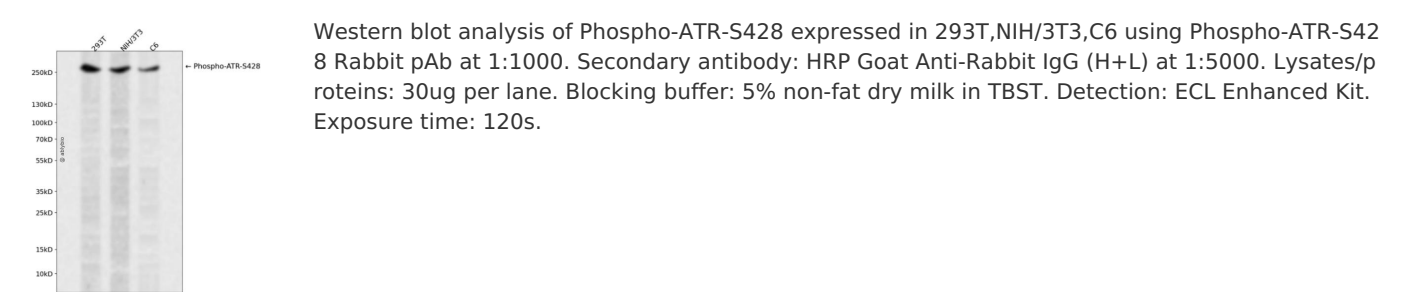 293T
NIH/3T3
C6
250kD
130kD
100kD
70kD
55kD
35kD
25kD
15kD
10kD
← Phospho-ATR-S428
Western blot analysis of Phospho-ATR-S428 expressed in 293T,NIH/3T3,C6 using Phospho-ATR-S42
8 Rabbit pAb at 1:1000. Secondary antibody: HRP Goat Anti-Rabbit IgG (H+L) at 1:5000. Lysates/p
roteins: 30ug per lane. Blocking buffer: 5% non-fat dry milk in TBST. Detection: ECL Enhanced Kit.
Exposure time: 120s.